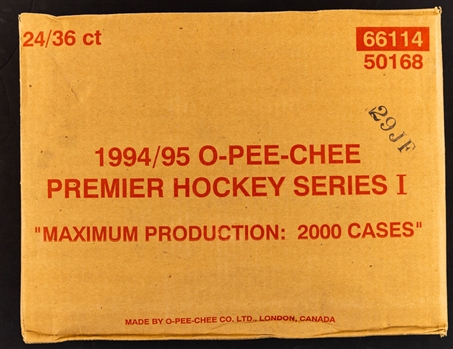 24/36 ct
66114
50168
29JF
1994/95 O-PEE-CHEE
PREMIER HOCKEY SERIES I
"MAXIMUM PRODUCTION: 2000 CASES"
MADE BY O-PEE-CHEE CO. LTD., LONDON, CANADA